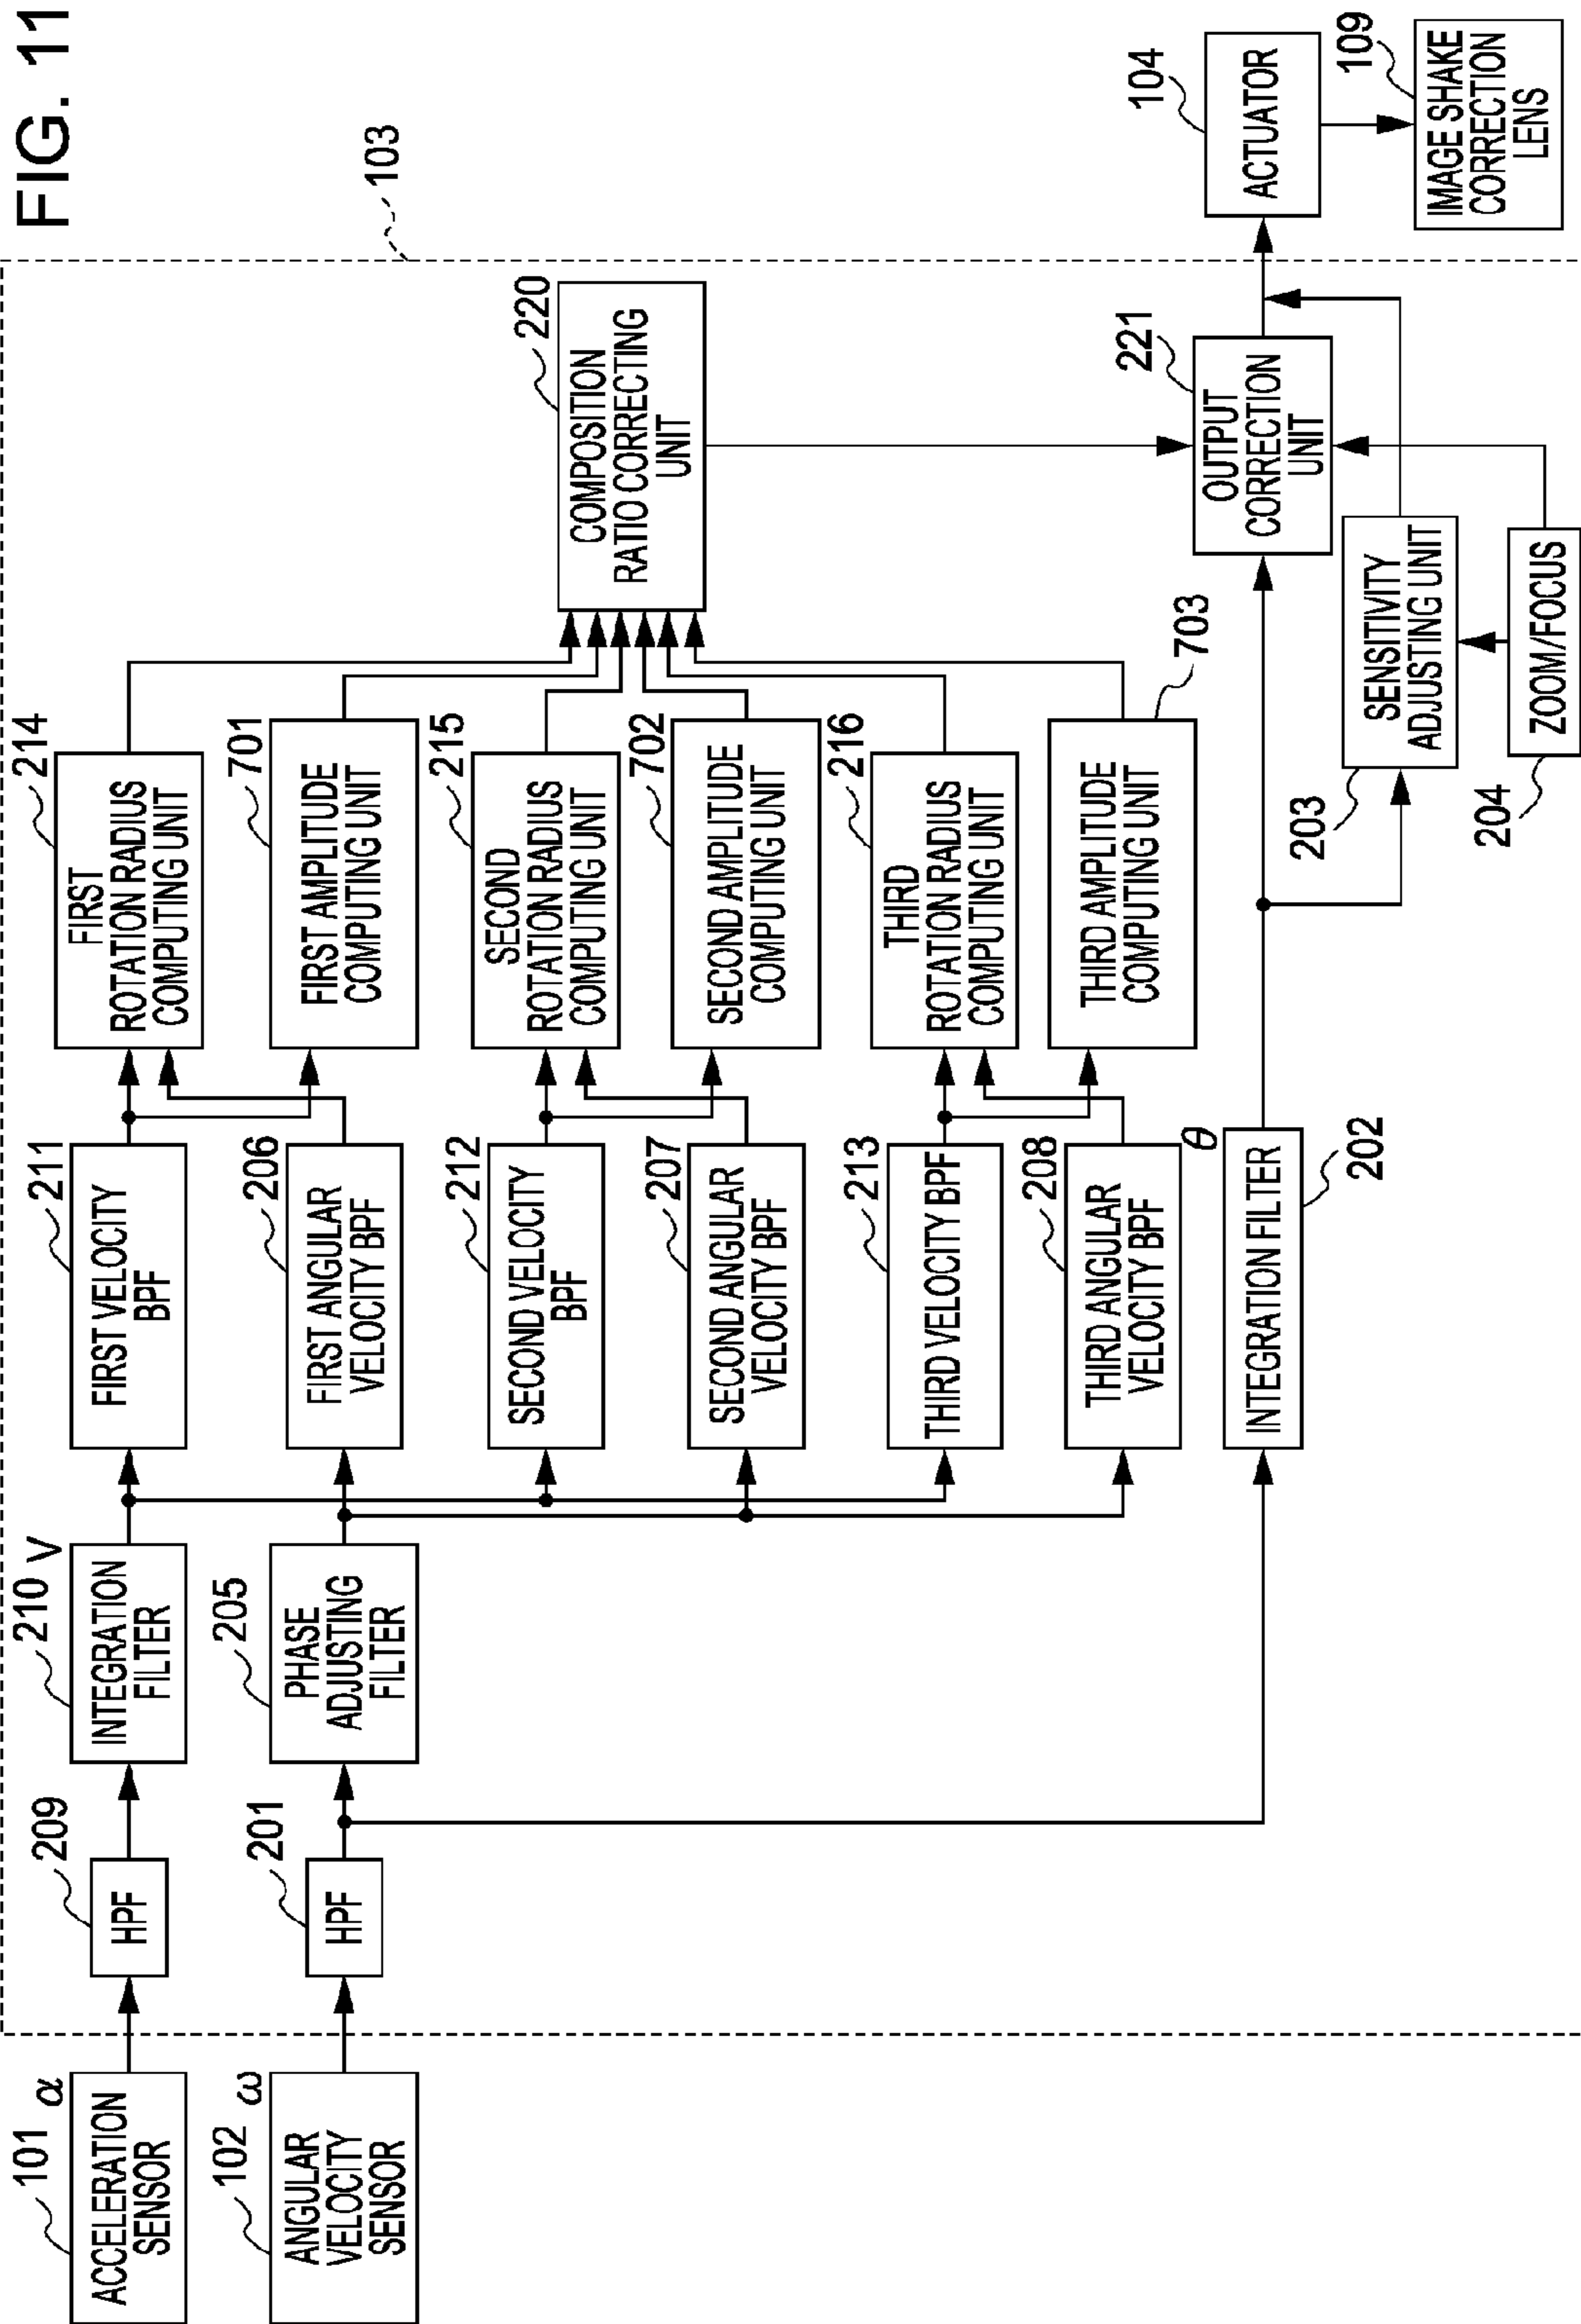 FIG. 11
103
101
α
ACCELERATION
SENSOR
209
HPF
210
V
INTEGRATION
FILTER
211
FIRST VELOCITY
BPF
214
FIRST
ROTATION RADIUS
COMPUTING UNIT
102
ω
ANGULAR
VELOCITY
SENSOR
201
HPF
205
PHASE
ADJUSTING
FILTER
206
FIRST ANGULAR
VELOCITY BPF
701
FIRST AMPLITUDE
COMPUTING UNIT
212
SECOND VELOCITY
BPF
215
SECOND
ROTATION RADIUS
COMPUTING UNIT
207
SECOND ANGULAR
VELOCITY BPF
702
SECOND AMPLITUDE
COMPUTING UNIT
220
COMPOSITION
RATIO CORRECTING
UNIT
213
THIRD VELOCITY BPF
216
THIRD
ROTATION RADIUS
COMPUTING UNIT
208
THIRD ANGULAR
VELOCITY BPF
THIRD AMPLITUDE
COMPUTING UNIT
703
θ
INTEGRATION FILTER
202
221
OUTPUT
CORRECTION
UNIT
104
ACTUATOR
203
SENSITIVITY
ADJUSTING UNIT
109
IMAGE SHAKE
CORRECTION
LENS
204
ZOOM/FOCUS